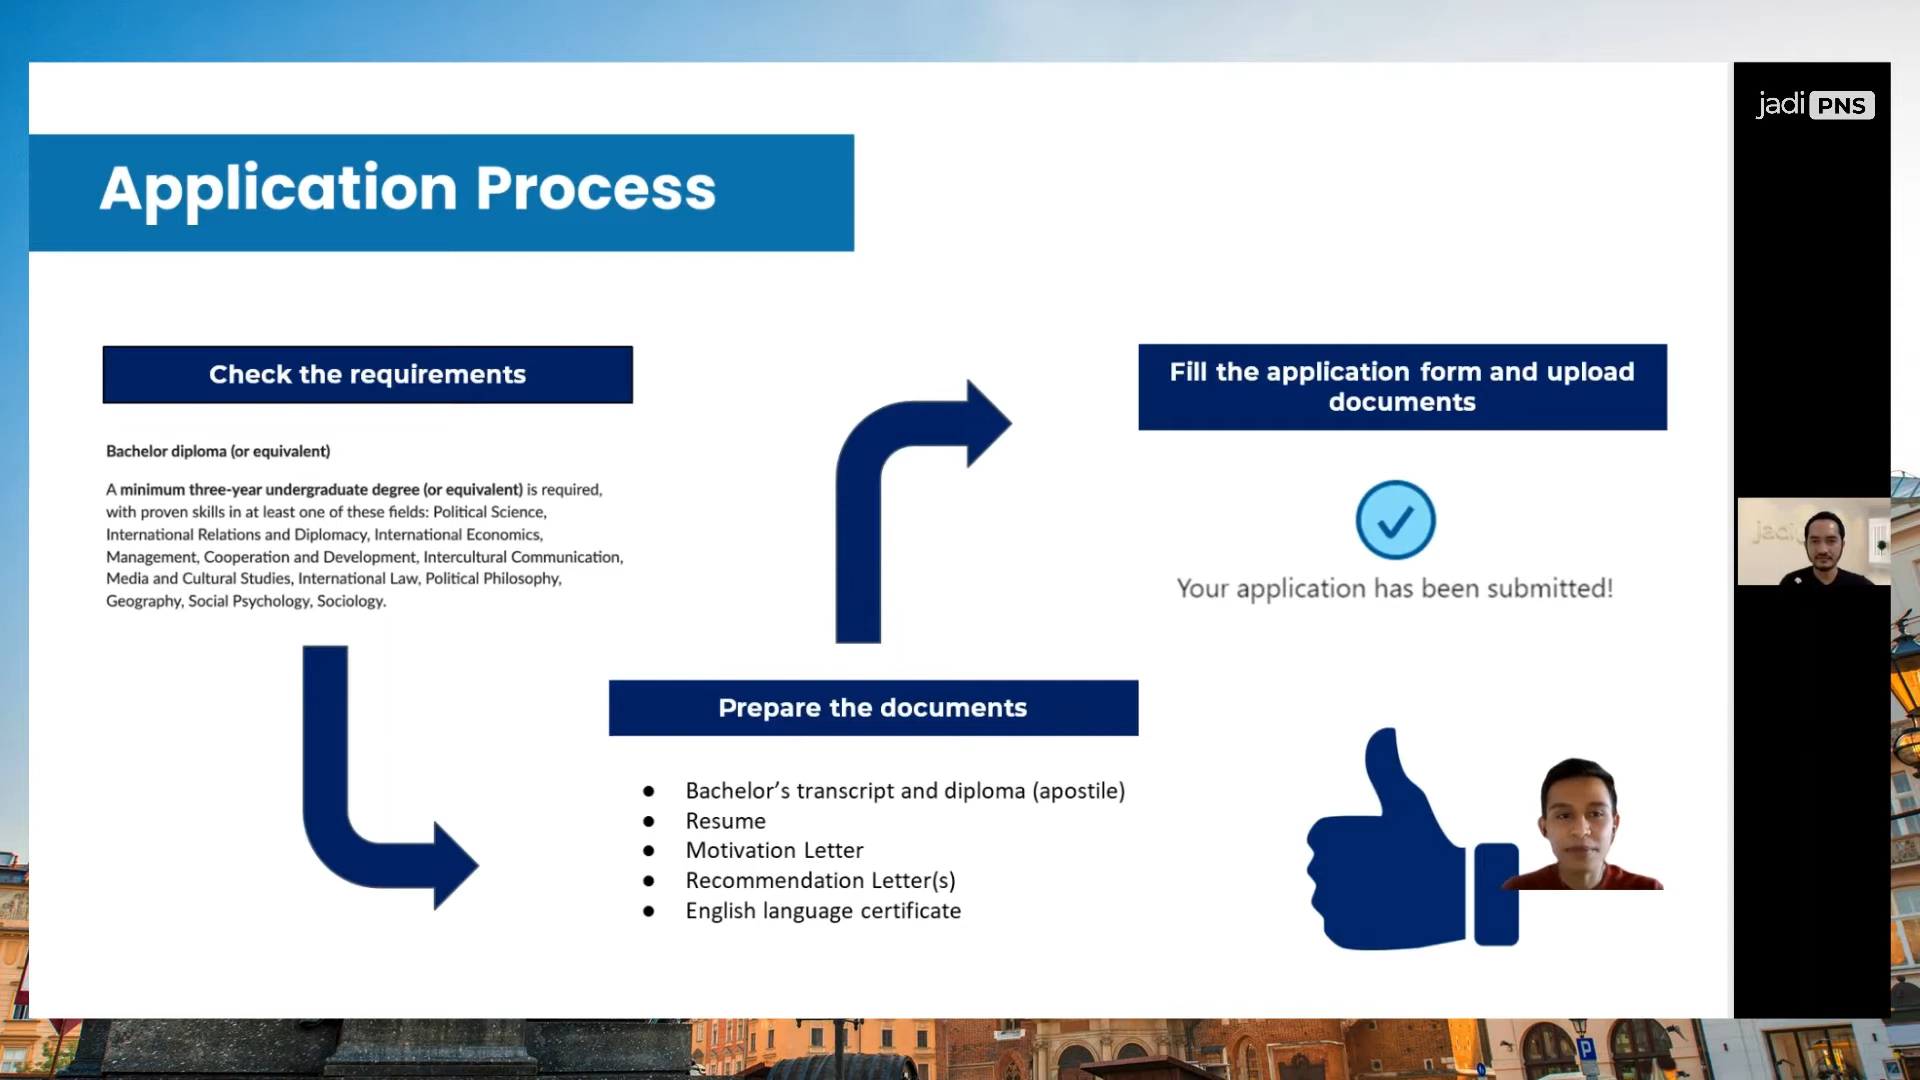 jadi PNS
Application Process
Check the requirements
Bachelor diploma (or equivalent)
A minimum three-year undergraduate degree (or equivalent) is required,
with proven skills in at least one of these fields: Political Science,
International Relations and Diplomacy, International Economics,
Management, Cooperation and Development, Intercultural Communication,
Media and Cultural Studies, International Law, Political Philosophy,
Geography, Social Psychology, Sociology.
Prepare the documents
● Bachelor’s transcript and diploma (apostile)
● Resume
● Motivation Letter
● Recommendation Letter(s)
● English language certificate
Fill the application form and upload
documents
Your application has been submitted!
P